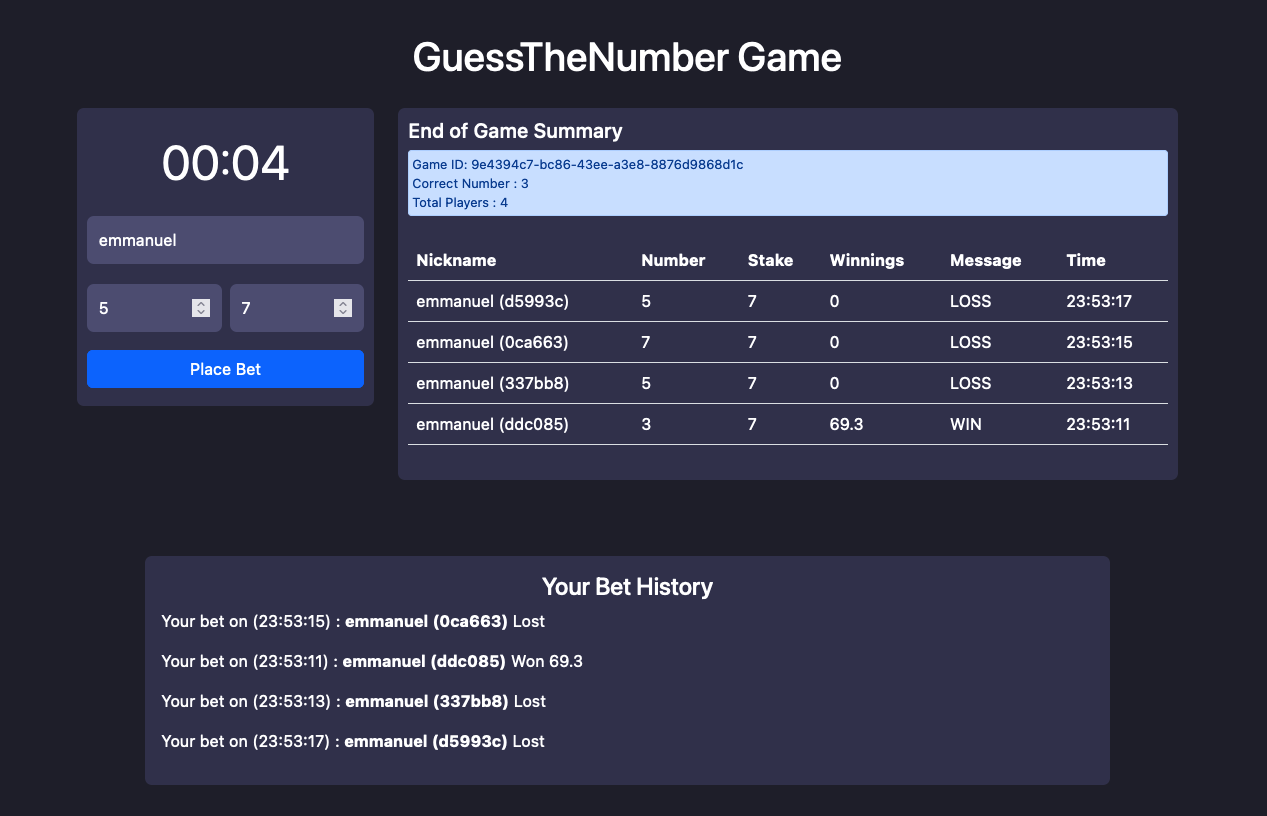 GuessTheNumber Game
00:04
emmanuel
5 7
Place Bet
End of Game Summary
Game ID: 9e4394c7-bc86-43ee-a3e8-8876d9868d1c
Correct Number : 3
Total Players : 4
Nickname Number Stake Winnings Message Time
emmanuel (d5993c) 5 7 0 LOSS 23:53:17
emmanuel (0ca663) 7 7 0 LOSS 23:53:15
emmanuel (337bb8) 5 7 0 LOSS 23:53:13
emmanuel (ddc085) 3 7 69.3 WIN 23:53:11
Your Bet History
Your bet on (23:53:15) : emmanuel (0ca663) Lost
Your bet on (23:53:11) : emmanuel (ddc085) Won 69.3
Your bet on (23:53:13) : emmanuel (337bb8) Lost
Your bet on (23:53:17) : emmanuel (d5993c) Lost